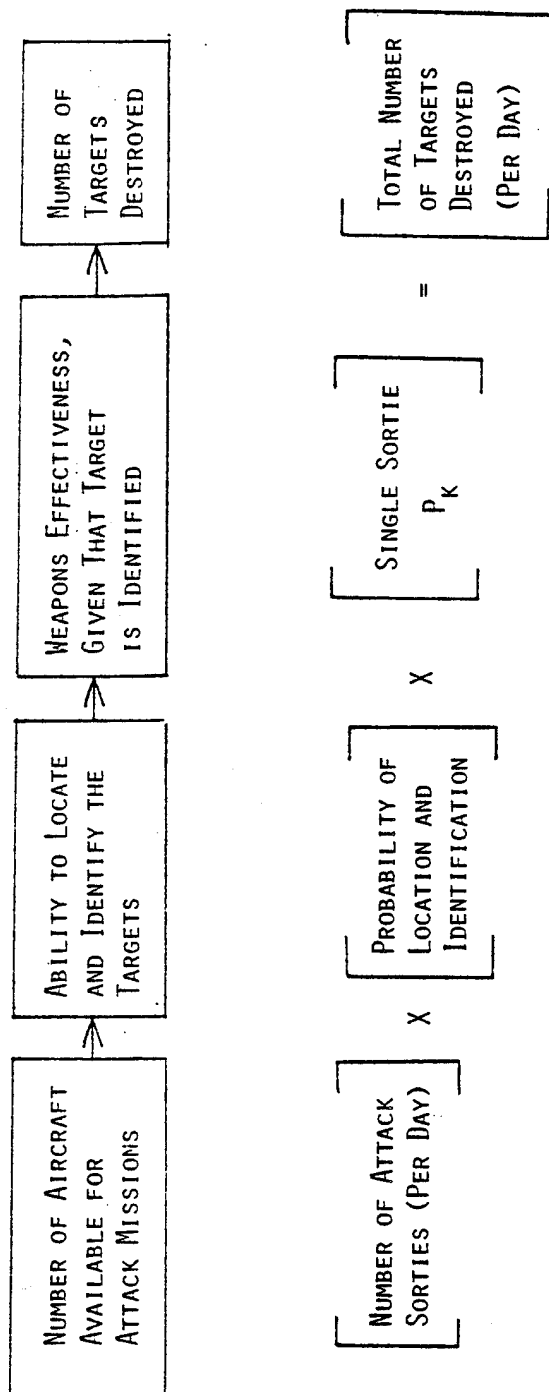 NUMBER OF AIRCRAFT
AVAILABLE FOR
ATTACK MISSIONS
ABILITY TO LOCATE
AND IDENTIFY THE
TARGETS
WEAPONS EFFECTIVENESS,
GIVEN THAT TARGET
IS IDENTIFIED
NUMBER OF
TARGETS
DESTROYED
NUMBER OF ATTACK
SORTIES (PER DAY)
X
PROBABILITY OF
LOCATION AND
IDENTIFICATION
X
SINGLE SORTIE
PK
=
TOTAL NUMBER
OF TARGETS
DESTROYED
(PER DAY)